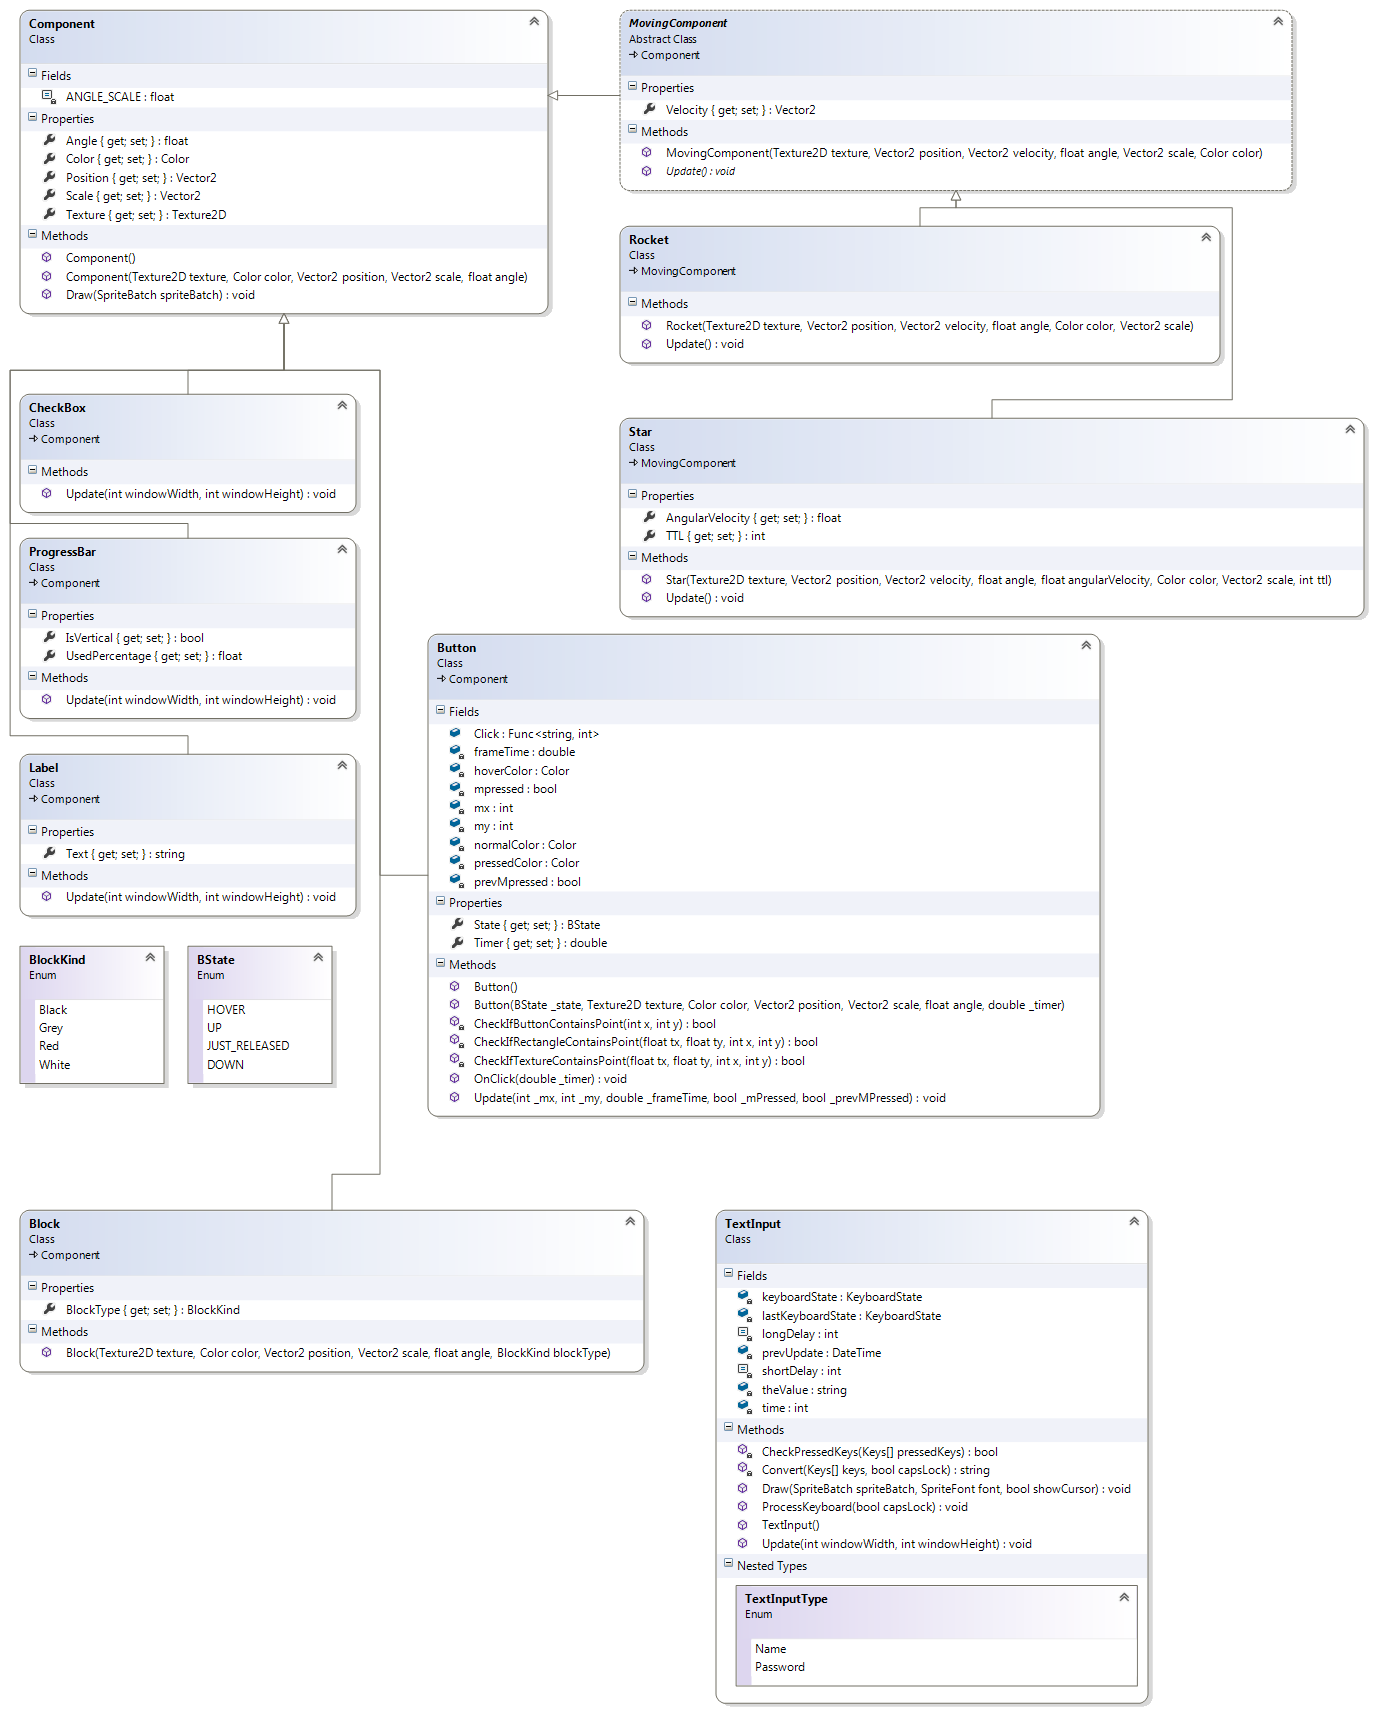 Component
Class
Fields
ANGLE_SCALE : float
Properties
Angle { get; set; } : float
Color { get; set; } : Color
Position { get; set; } : Vector2
Scale { get; set; } : Vector2
Texture { get; set; } : Texture2D
Methods
Component()
Component(Texture2D texture, Color color, Vector2 position, Vector2 scale, float angle)
Draw(SpriteBatch spriteBatch) : void
MovingComponent
Abstract Class
Component
Properties
Velocity { get; set; } : Vector2
Methods
MovingComponent(Texture2D texture, Vector2 position, Vector2 velocity, float angle, Vector2 scale, Color color)
Update() : void
Rocket
Class
MovingComponent
Methods
Rocket(Texture2D texture, Vector2 position, Vector2 velocity, float angle, Color color, Vector2 scale)
Update() : void
CheckBox
Class
Component
Methods
Update(int windowWidth, int windowHeight) : void
Star
Class
MovingComponent
Properties
AngularVelocity { get; set; } : float
TTL { get; set; } : int
Methods
Star(Texture2D texture, Vector2 position, Vector2 velocity, float angle, float angularVelocity, Color color, Vector2 scale, int ttl)
Update() : void
ProgressBar
Class
Component
Properties
IsVertical { get; set; } : bool
UsedPercentage { get; set; } : float
Methods
Update(int windowWidth, int windowHeight) : void
Button
Class
Component
Fields
Click : Func<string, int>
frameTime : double
hoverColor : Color
mpressed : bool
mx : int
my : int
normalColor : Color
pressedColor : Color
prevMpressed : bool
Properties
State { get; set; } : BState
Timer { get; set; } : double
Methods
Button()
Button(BState _state, Texture2D texture, Color color, Vector2 position, Vector2 scale, float angle, double _timer)
CheckIfButtonContainsPoint(int x, int y) : bool
CheckIfRectangleContainsPoint(float tx, float ty, int x, int y) : bool
CheckIfTextureContainsPoint(float tx, float ty, int x, int y) : bool
OnClick(double _timer) : void
Update(int _mx, int _my, double _frameTime, bool _mPressed, bool _prevMPressed) : void
Label
Class
Component
Properties
Text { get; set; } : string
Methods
Update(int windowWidth, int windowHeight) : void
BlockKind
Enum
Black
Grey
Red
White
BState
Enum
HOVER
UP
JUST_RELEASED
DOWN
Block
Class
Component
Properties
BlockType { get; set; } : BlockKind
Methods
Block(Texture2D texture, Color color, Vector2 position, Vector2 scale, float angle, BlockKind blockType)
TextInput
Class
Fields
keyboardState : KeyboardState
lastKeyboardState : KeyboardState
longDelay : int
prevUpdate : DateTime
shortDelay : int
theValue : string
time : int
Methods
CheckPressedKeys(Keys[] pressedKeys) : bool
Convert(Keys[] keys, bool capsLock) : string
Draw(SpriteBatch spriteBatch, SpriteFont font, bool showCursor) : void
ProcessKeyboard(bool capsLock) : void
TextInput()
Update(int windowWidth, int windowHeight) : void
Nested Types
TextInputType
Enum
Name
Password